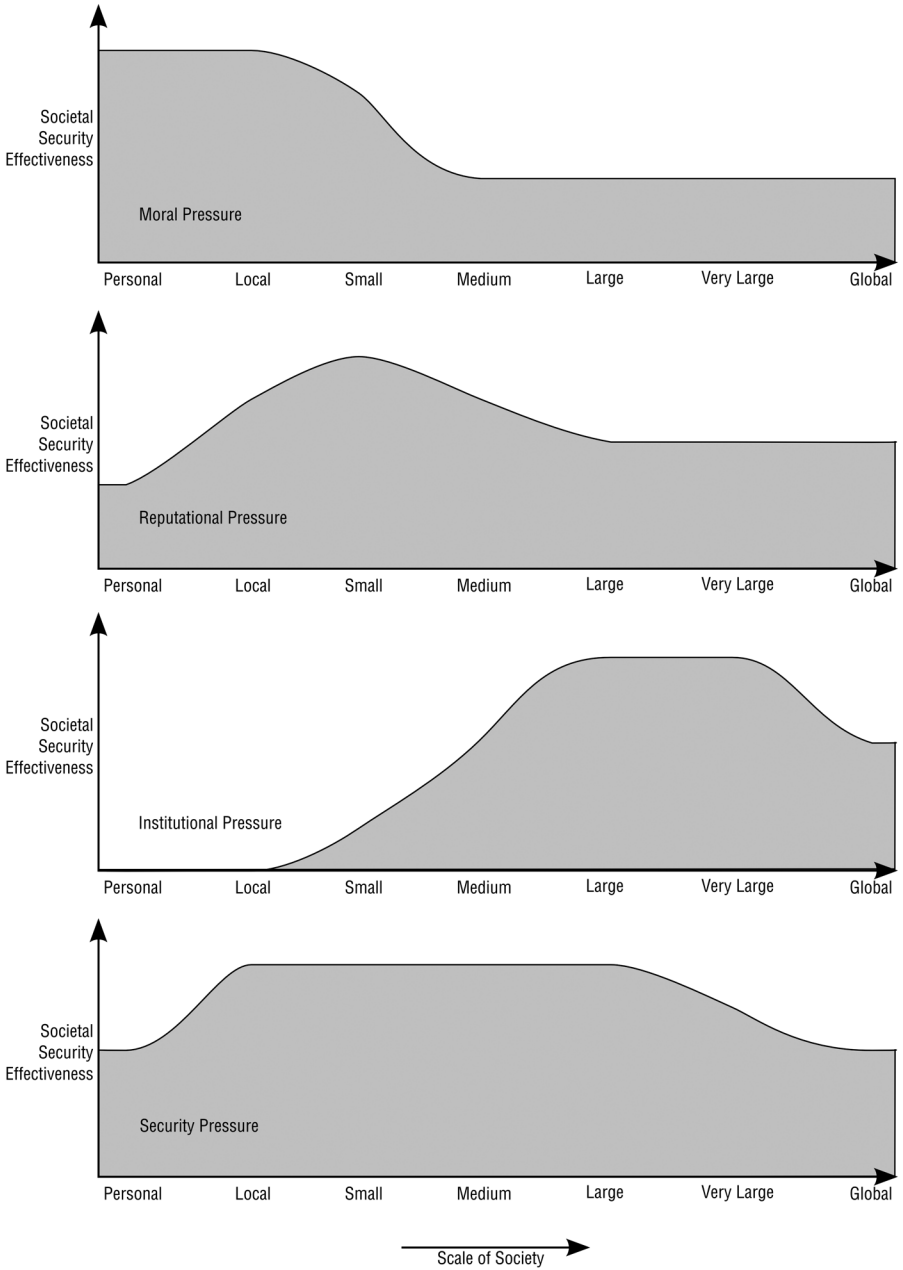 Societal
Security
Effectiveness
Moral Pressure
Personal Local Small Medium Large Very Large Global
Societal
Security
Effectiveness
Reputational Pressure
Personal Local Small Medium Large Very Large Global
Societal
Security
Effectiveness
Institutional Pressure
Personal Local Small Medium Large Very Large Global
Societal
Security
Effectiveness
Security Pressure
Personal Local Small Medium Large Very Large Global
Scale of Society